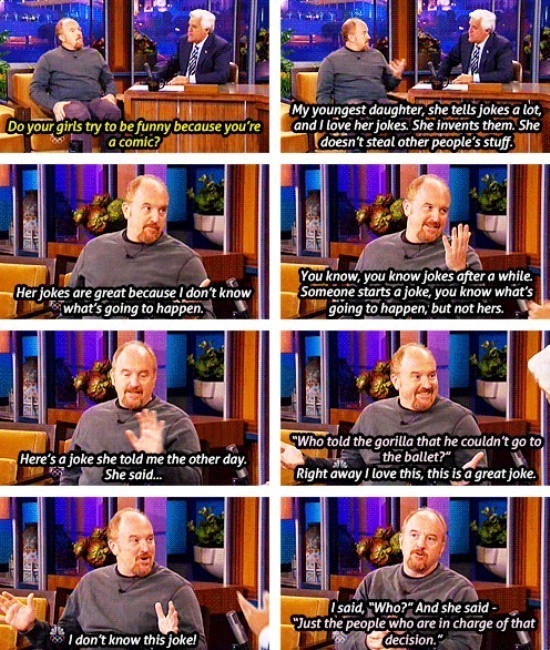 Do your girls try to be funny because you're
a comic?
My youngest daughter, she tells jokes a lot,
and I love her jokes. She invents them. She
doesn't steal other people's stuff.
Her jokes are great because I don't know
what's going to happen.
You know, you know jokes after a while.
Someone starts a joke, you know what's
going to happen, but not hers.
Here's a joke she told me the other day.
She said...
"Who told the gorilla that he couldn't go to
the ballet?"
Right away I love this, this is a great joke.
I don't know this joke!
I said, "Who?" And she said -
"Just the people who are in charge of that
decision."